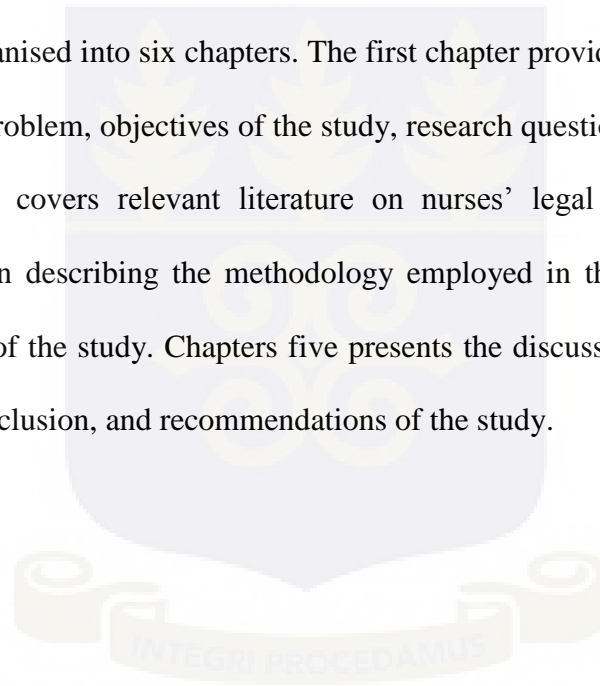 anised into six chapters. The first chapter provid
roblem, objectives of the study, research questio
covers relevant literature on nurses’ legal
n describing the methodology employed in th
of the study. Chapters five presents the discuss
clusion, and recommendations of the study.
INTEGRI PROCEDAMUS